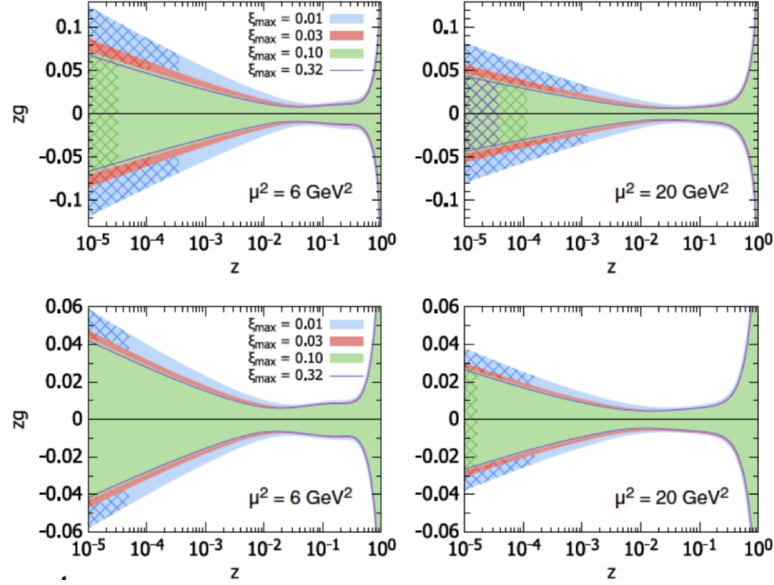 0.1
0.05
0
-0.05
-0.1
zg
ξmax = 0.01
ξmax = 0.03
ξmax = 0.10
ξmax = 0.32
μ² = 6 GeV²
10⁻⁵ 10⁻⁴ 10⁻³ 10⁻² 10⁻¹ 10⁰
z
0.1
0.05
0
-0.05
-0.1
μ² = 20 GeV²
10⁻⁵ 10⁻⁴ 10⁻³ 10⁻² 10⁻¹ 10⁰
z
0.06
0.04
0.02
0
-0.02
-0.04
-0.06
zg
ξmax = 0.01
ξmax = 0.03
ξmax = 0.10
ξmax = 0.32
μ² = 6 GeV²
10⁻⁵ 10⁻⁴ 10⁻³ 10⁻² 10⁻¹ 10⁰
z
0.06
0.04
0.02
0
-0.02
-0.04
-0.06
μ² = 20 GeV²
10⁻⁵ 10⁻⁴ 10⁻³ 10⁻² 10⁻¹ 10⁰
z